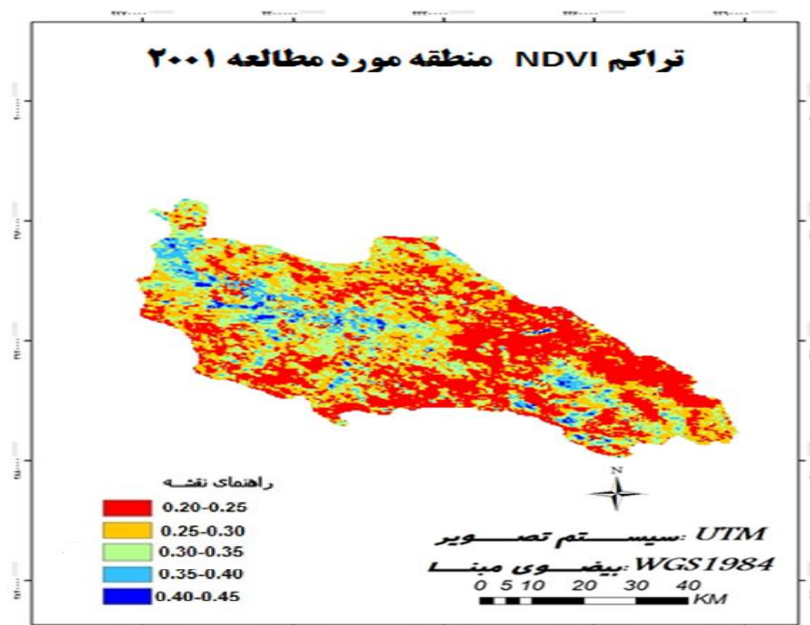 تراکم NDVI منطقه مورد مطالعه ۲۰۰۱
راهنمای نقشه
0.20-0.25
0.25-0.30
0.30-0.35
0.35-0.40
0.40-0.45
N
سیستم تصویر: UTM
بیضوی مبنا: WGS1984
0 5 10 20 30 40
KM